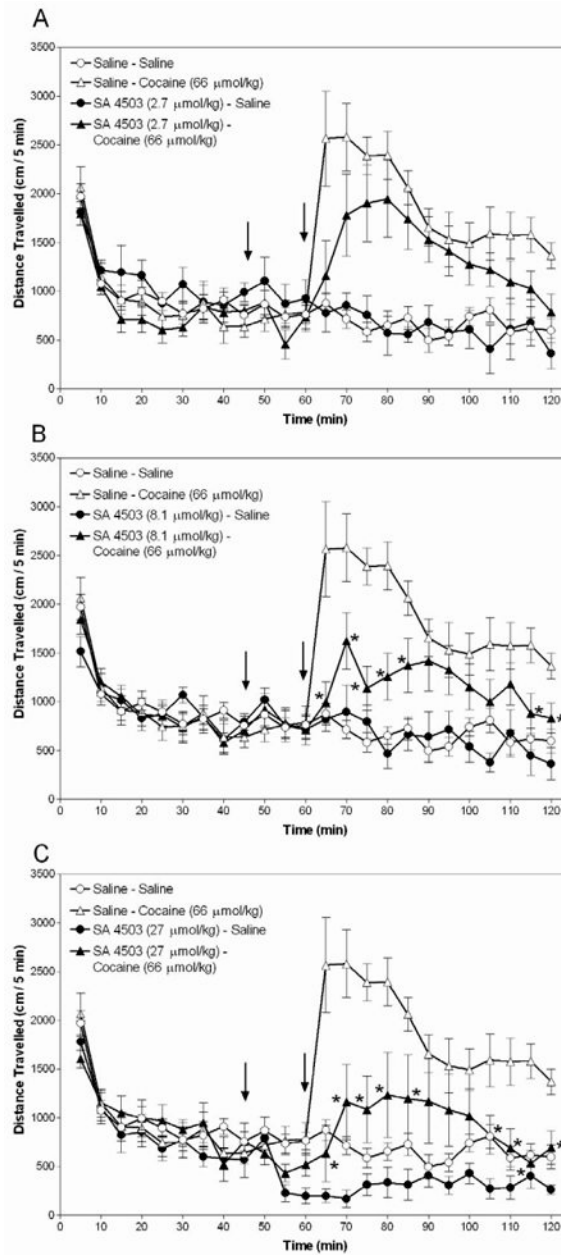 A
3500
3000
2500
2000
1500
1000
500
0
Distance Travelled (cm / 5 min)
Saline - Saline
Saline - Cocaine (66 µmol/kg)
SA 4503 (2.7 µmol/kg) - Saline
SA 4503 (2.7 µmol/kg) -
Cocaine (66 µmol/kg)
0 10 20 30 40 50 60 70 80 90 100 110 120
Time (min)
B
3500
3000
2500
2000
1500
1000
500
0
Distance Travelled (cm / 5 min)
Saline - Saline
Saline - Cocaine (66 µmol/kg)
SA 4503 (8.1 µmol/kg) - Saline
SA 4503 (8.1 µmol/kg) -
Cocaine (66 µmol/kg)
* * * * * * *
0 10 20 30 40 50 60 70 80 90 100 110 120
Time (min)
C
3500
3000
2500
2000
1500
1000
500
0
Distance Travelled (cm / 5 min)
Saline - Saline
Saline - Cocaine (66 µmol/kg)
SA 4503 (27 µmol/kg) - Saline
SA 4503 (27 µmol/kg) -
Cocaine (66 µmol/kg)
* * * * * * * * *
0 10 20 30 40 50 60 70 80 90 100 110 120
Time (min)